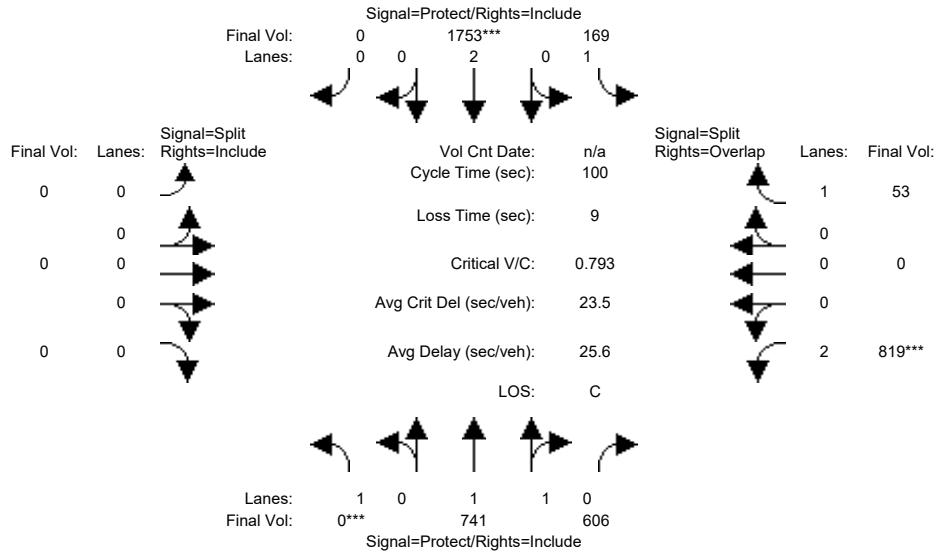 Signal=Protect/Rights=Include
Final Vol: 0 1753*** 169
Lanes: 0 0 2 0 1
Signal=Split
Final Vol: Lanes: Rights=Include
Vol Cnt Date: n/a
Signal=Split
Rights=Overlap Lanes: Final Vol:
Cycle Time (sec): 100
0 0 1 53
Loss Time (sec): 9
0 0
0 0 Critical V/C: 0.793 0 0
0 Avg Crit Del (sec/veh): 23.5 0
0 0 Avg Delay (sec/veh): 25.6 2 819***
LOS: C
Lanes: 1 0 1 1 0
Final Vol: 0*** 741 606
Signal=Protect/Rights=Include